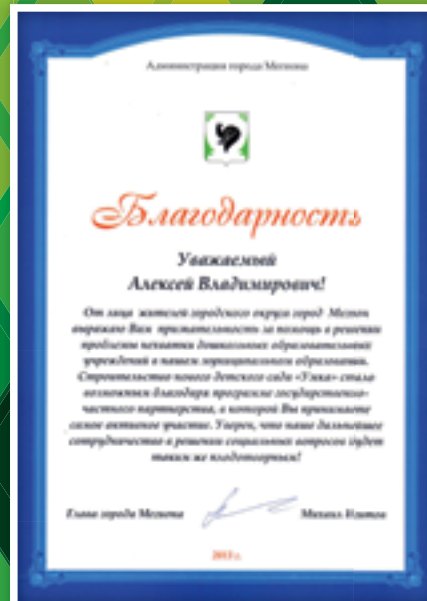 Администрация города Мегиона
Благодарность
Уважаемый
Алексей Владимирович!
От лица жителей городского округа город Мегион
выражаю Вам признательность за помощь в решении
проблемы нехватки дошкольных образовательных
учреждений в нашем муниципальном образовании.
Строительство нового детского сада «Умка» стало
возможным благодаря программе государственно-
частного партнерства, в которой Вы принимаете
самое активное участие. Уверен, что наше дальнейшее
сотрудничество в решении социальных вопросов будет
таким же плодотворным!
Глава города Мегиона
Михаил Игитов
2013 г.